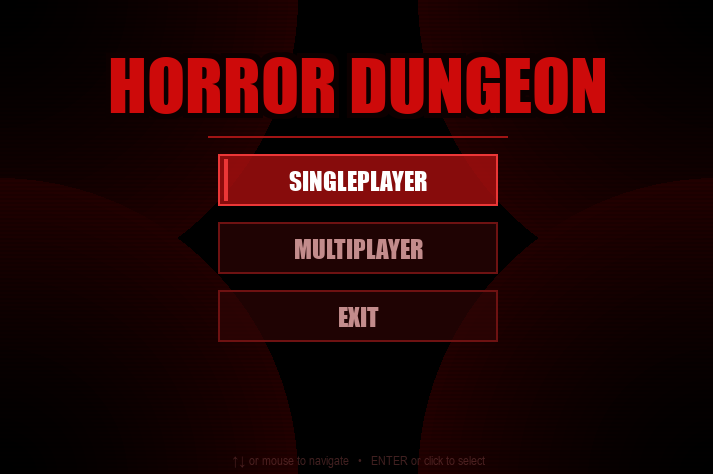 HORROR DUNGEON
SINGLEPLAYER
MULTIPLAYER
EXIT
↑↓ or mouse to navigate • ENTER or click to select